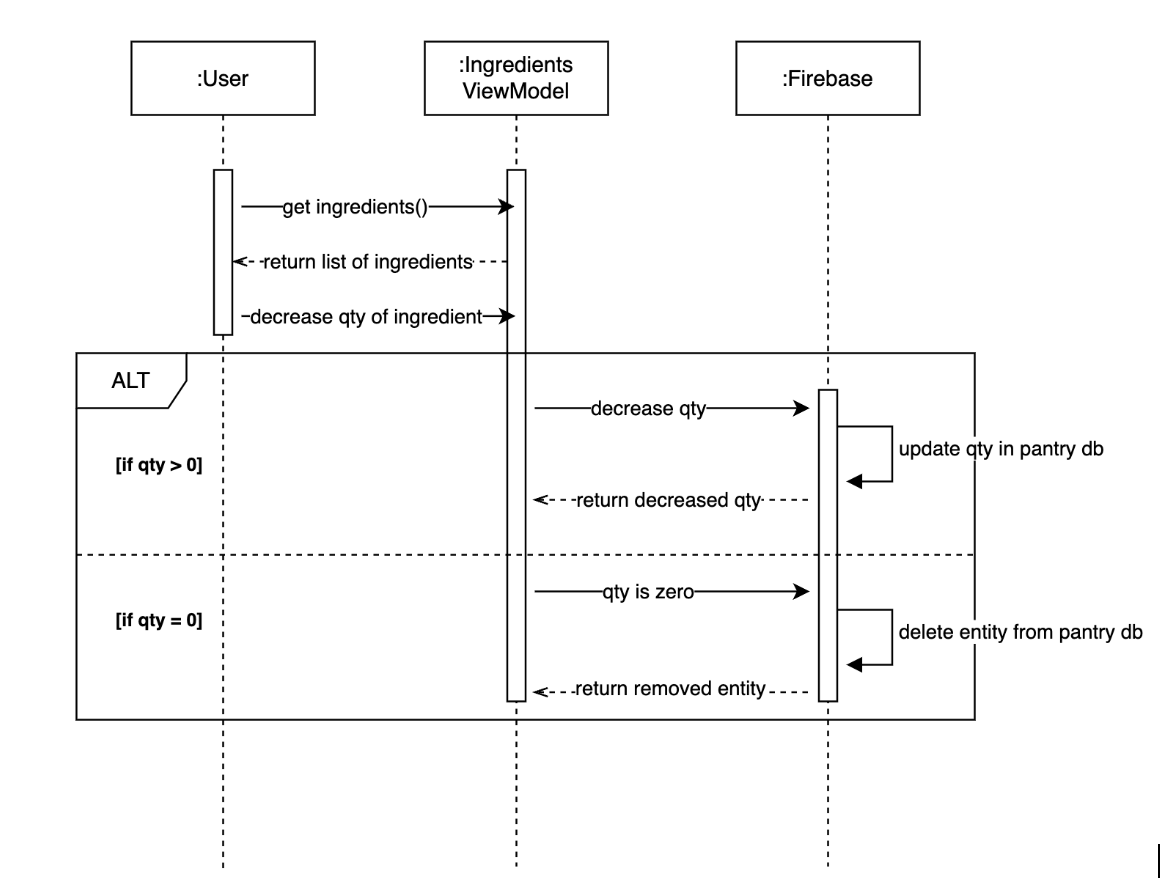 :User
:Ingredients
ViewModel
:Firebase
get ingredients()
return list of ingredients
decrease qty of ingredient
ALT
decrease qty
update qty in pantry db
[if qty > 0]
return decreased qty
qty is zero
[if qty = 0]
delete entity from pantry db
return removed entity